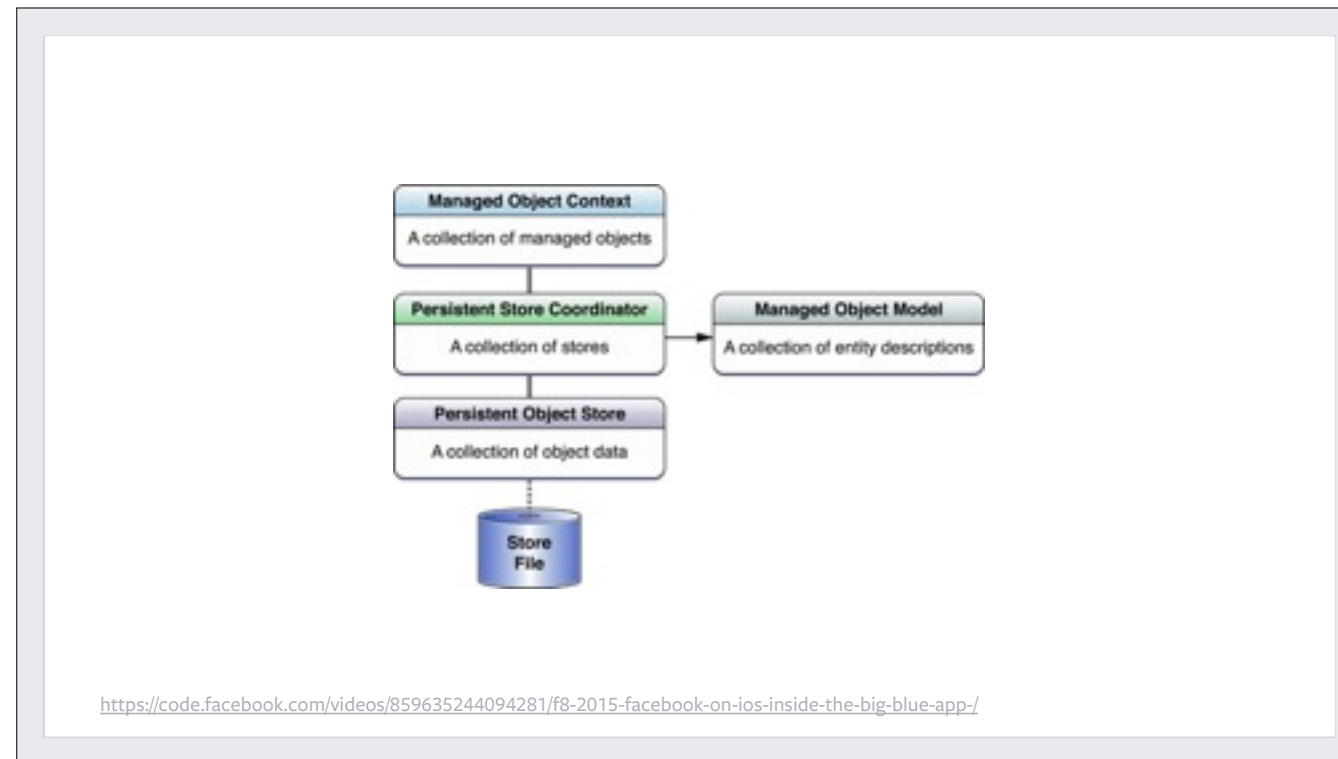 Managed Object Context
A collection of managed objects
Persistent Store Coordinator
A collection of stores
Managed Object Model
A collection of entity descriptions
Persistent Object Store
A collection of object data
Store
File
https://code.facebook.com/videos/859635244094281/f8-2015-facebook-on-ios-inside-the-big-blue-app-/